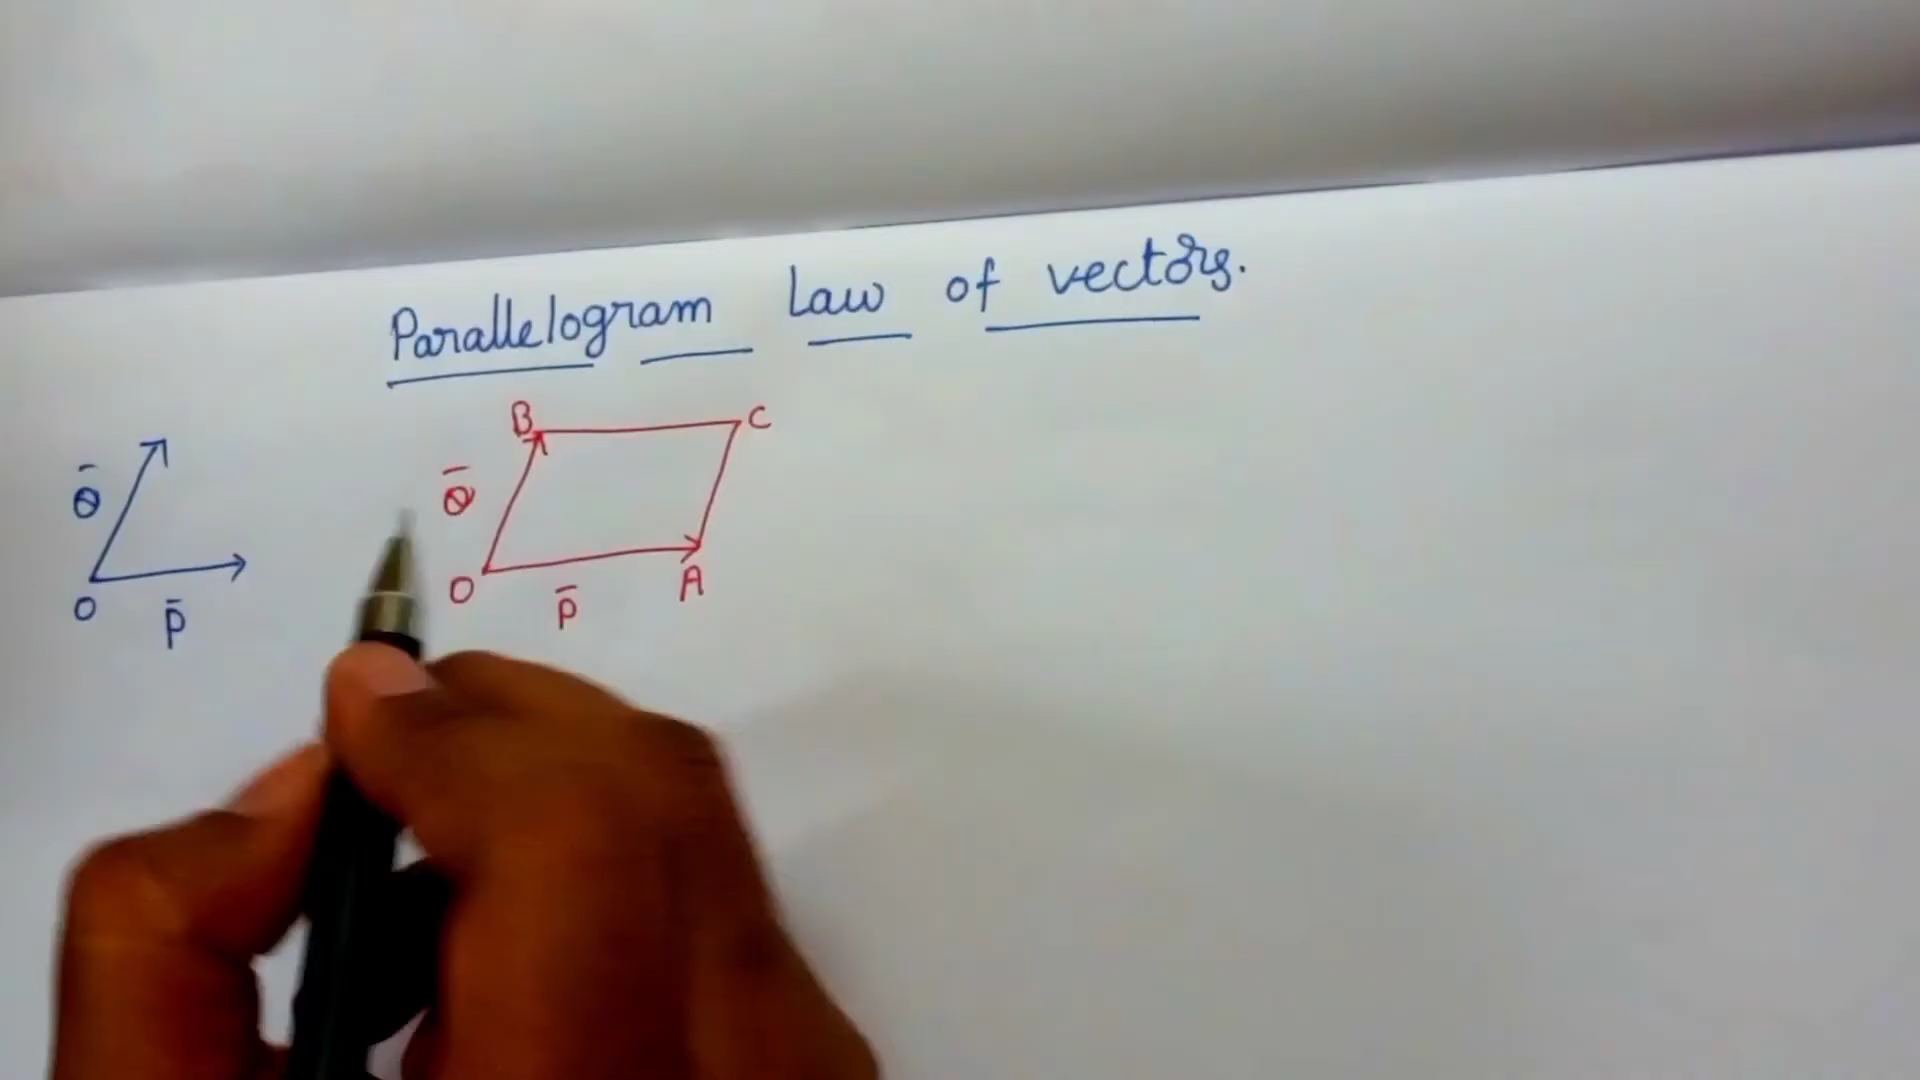 Parallelogram Law of vectors.
B C
Q̄ Q̄
O A
O P̄ P̄